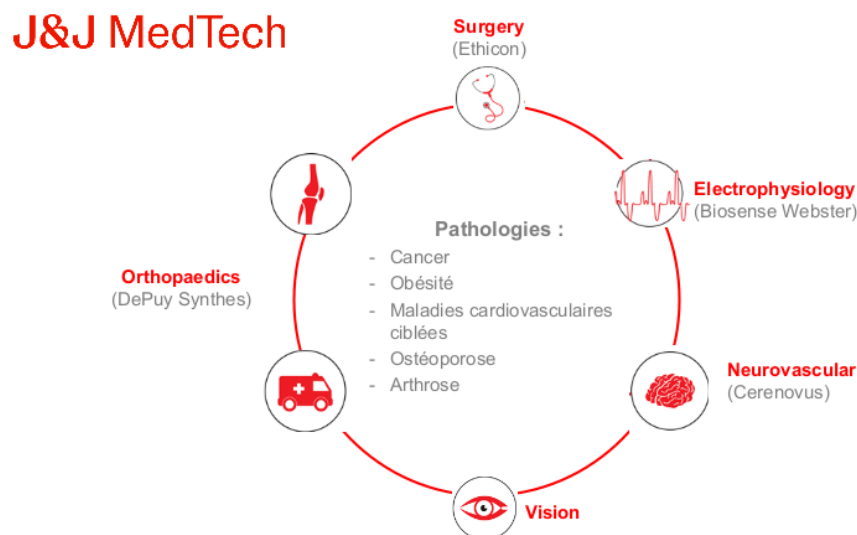 J&J MedTech
Surgery
(Ethicon)
Electrophysiology
(Biosense Webster)
Pathologies :
- Cancer
- Obésité
- Maladies cardiovasculaires
ciblées
- Ostéoporose
- Arthrose
Orthopaedics
(DePuy Synthes)
Neurovascular
(Cerenovus)
Vision